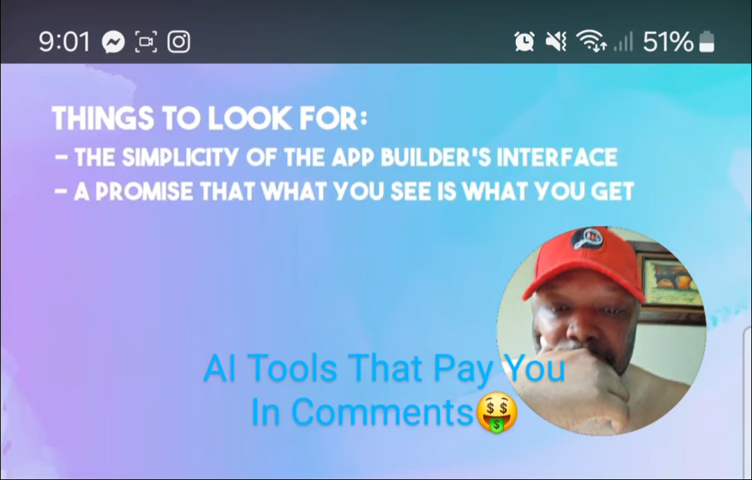 9:01 51%
THINGS TO LOOK FOR:
- THE SIMPLICITY OF THE APP BUILDER'S INTERFACE
- A PROMISE THAT WHAT YOU SEE IS WHAT YOU GET
AI Tools That Pay You
In Comments🤑